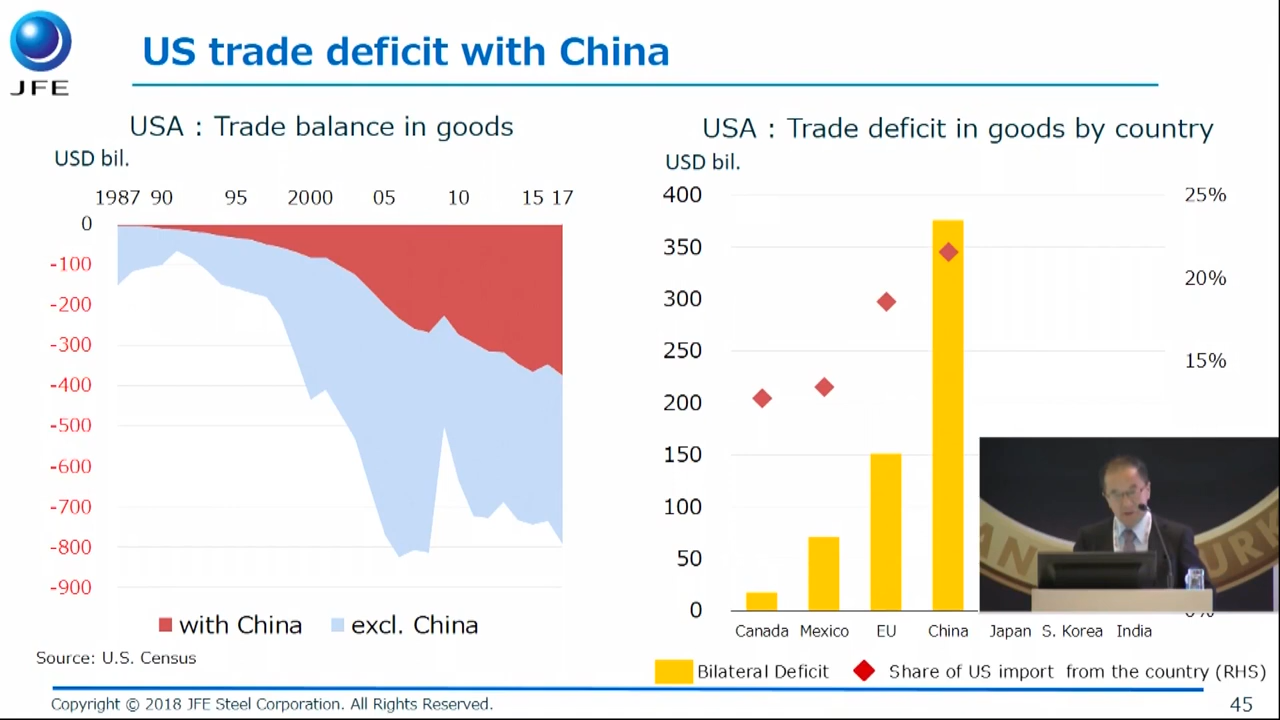 JFE
US trade deficit with China
USA : Trade balance in goods
USD bil.
1987 90 95 2000 05 10 15 17
0
-100
-200
-300
-400
-500
-600
-700
-800
-900
with China excl. China
Source: U.S. Census
USA : Trade deficit in goods by country
USD bil.
400 25%
350
20%
300
250 15%
200
150
100
50
0
Canada Mexico EU China Japan S. Korea India
Bilateral Deficit Share of US import from the country (RHS)
Copyright © 2018 JFE Steel Corporation. All Rights Reserved. 45